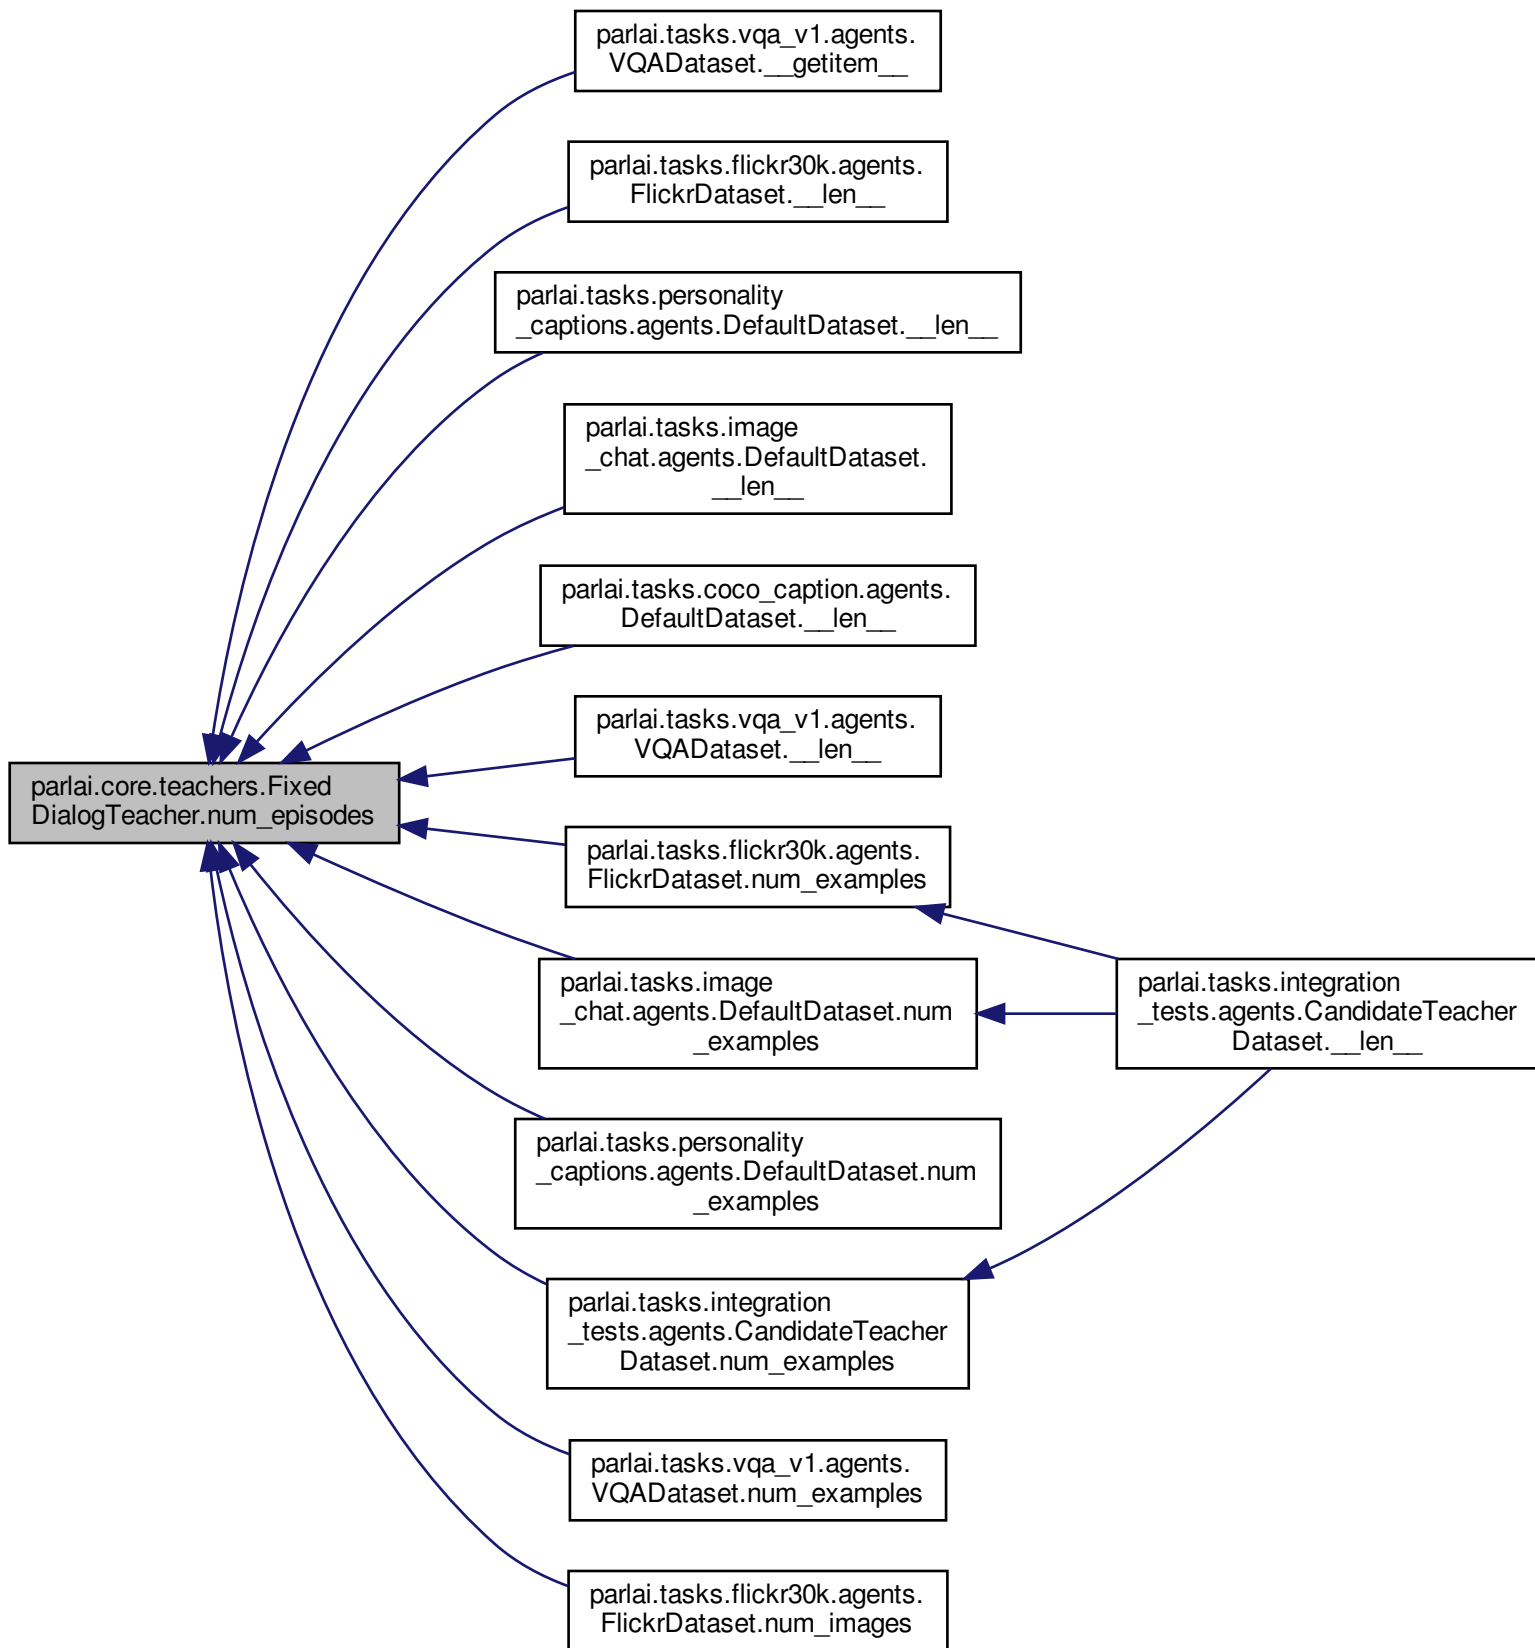 parlai.tasks.vqa_v1.agents.
VQADataset.__getitem__
parlai.tasks.flickr30k.agents.
FlickrDataset.__len__
parlai.tasks.personality
_captions.agents.DefaultDataset.__len__
parlai.tasks.image
_chat.agents.DefaultDataset.
__len__
parlai.tasks.coco_caption.agents.
DefaultDataset.__len__
parlai.tasks.vqa_v1.agents.
VQADataset.__len__
parlai.core.teachers.Fixed
DialogTeacher.num_episodes
parlai.tasks.flickr30k.agents.
FlickrDataset.num_examples
parlai.tasks.image
_chat.agents.DefaultDataset.num
_examples
parlai.tasks.integration
_tests.agents.CandidateTeacher
Dataset.__len__
parlai.tasks.personality
_captions.agents.DefaultDataset.num
_examples
parlai.tasks.integration
_tests.agents.CandidateTeacher
Dataset.num_examples
parlai.tasks.vqa_v1.agents.
VQADataset.num_examples
parlai.tasks.flickr30k.agents.
FlickrDataset.num_images